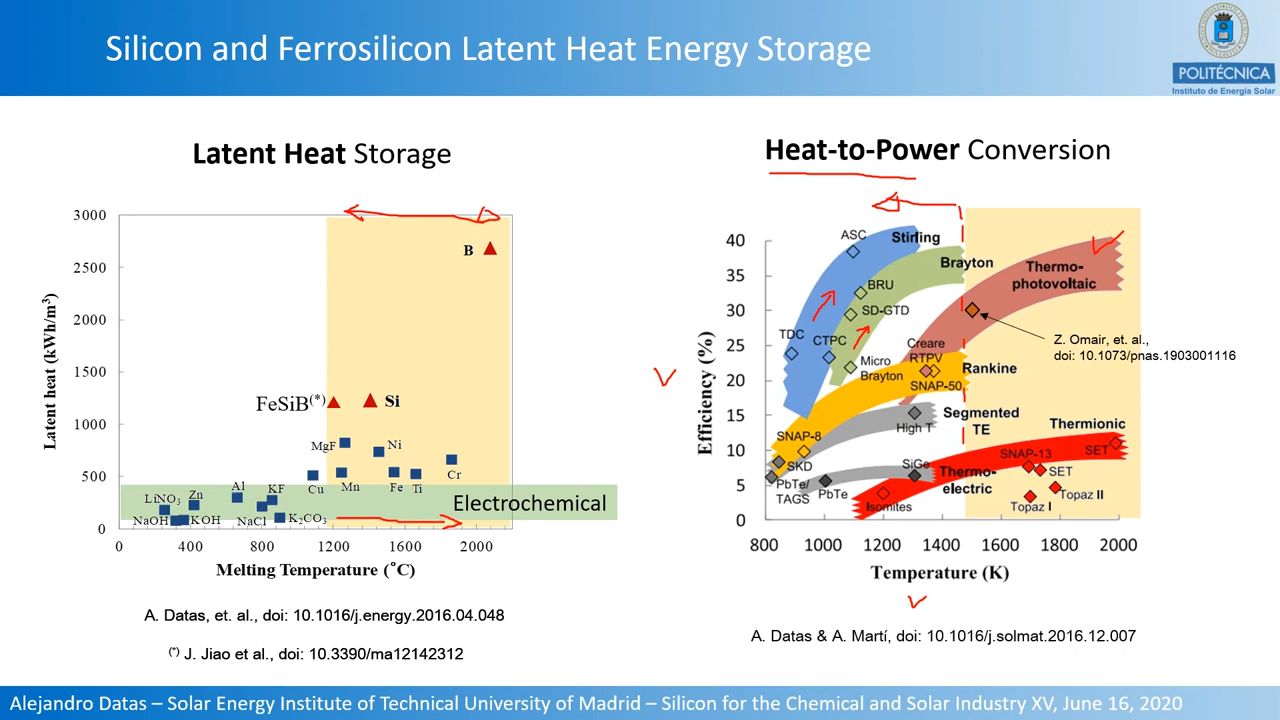 Silicon and Ferrosilicon Latent Heat Energy Storage
POLITÉCNICA
Instituto de Energía Solar
Latent Heat Storage
Latent heat (kWh/m³)
3000
2500
2000
1500
1000
500
0
B
FeSiB(*)
Si
MgF
Ni
Cu
Mn
Fe
Ti
Cr
Al
KF
LiNO₃
Zn
NaOH
KOH
NaCl
K₂CO₃
Electrochemical
0
400
800
1200
1600
2000
Melting Temperature (°C)
A. Datas, et. al., doi: 10.1016/j.energy.2016.04.048
(*) J. Jiao et al., doi: 10.3390/ma12142312
Heat-to-Power Conversion
Efficiency (%)
40
35
30
25
20
15
10
5
0
ASC
Stirling
Brayton
BRU
SD-GTD
TDC
CTPC
Micro
Brayton
Thermo-
photovoltaic
Creare
RTPV
SNAP-50
Rankine
Z. Omair, et. al.,
doi: 10.1073/pnas.1903001116
High T
Segmented
TE
SNAP-8
SKD
PbTe/
TAGS
PbTe
SiGe
Thermo-
electric
Isomites
Thermionic
SNAP-13
SET
SET
Topaz II
Topaz I
800
1000
1200
1400
1600
1800
2000
Temperature (K)
A. Datas & A. Martí, doi: 10.1016/j.solmat.2016.12.007
Alejandro Datas – Solar Energy Institute of Technical University of Madrid – Silicon for the Chemical and Solar Industry XV, June 16, 2020